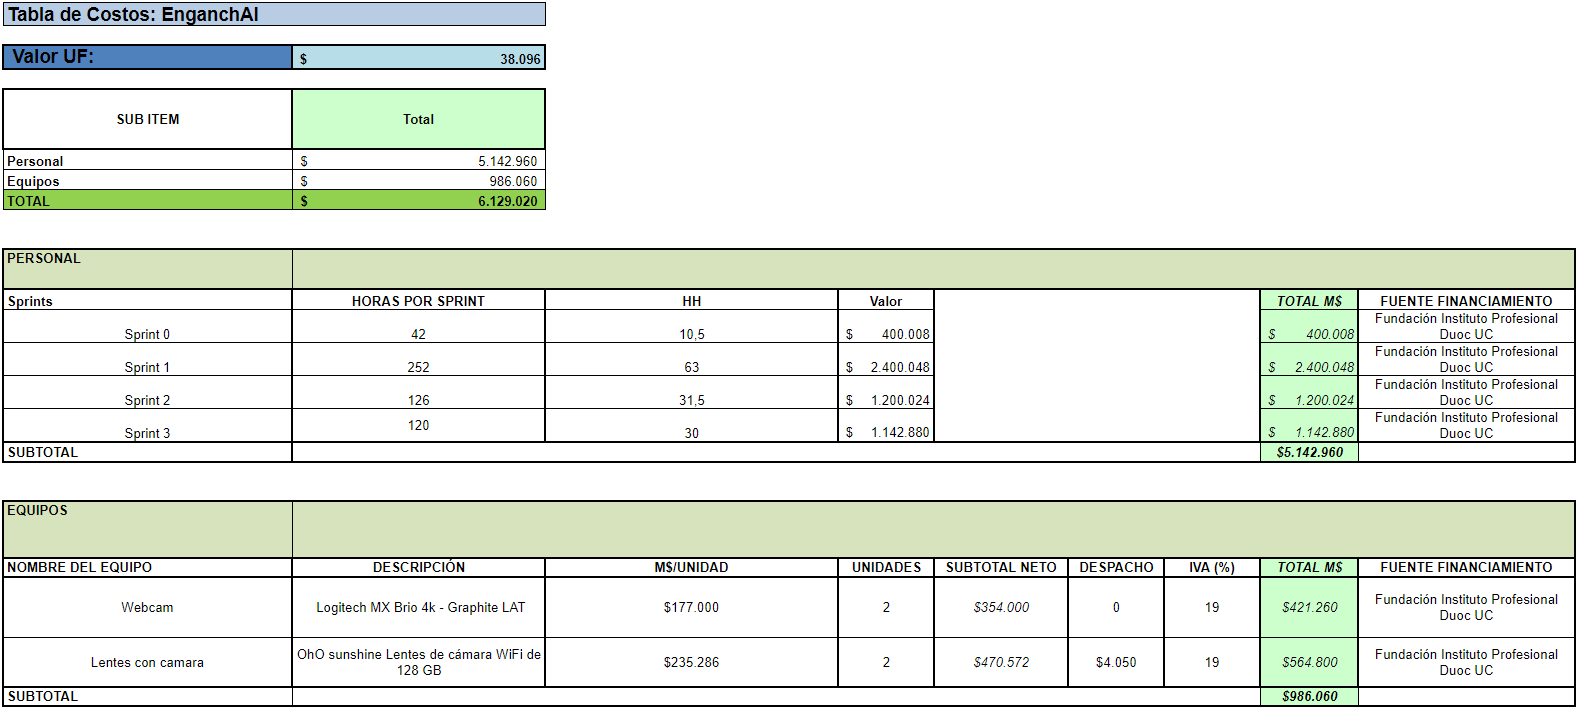 Tabla de Costos: EnganchAI
Valor UF: $ 38.096
SUB ITEM Total
Personal $ 5.142.960
Equipos $ 986.060
TOTAL $ 6.129.020
PERSONAL
Sprints HORAS POR SPRINT HH Valor TOTAL M$ FUENTE FINANCIAMIENTO
Sprint 0 42 10,5 $ 400.008 $ 400.008 Fundación Instituto Profesional
Duoc UC
Sprint 1 252 63 $ 2.400.048 $ 2.400.048 Fundación Instituto Profesional
Duoc UC
Sprint 2 126 31,5 $ 1.200.024 $ 1.200.024 Fundación Instituto Profesional
Duoc UC
Sprint 3 120 30 $ 1.142.880 $ 1.142.880 Fundación Instituto Profesional
Duoc UC
SUBTOTAL $5.142.960
EQUIPOS
NOMBRE DEL EQUIPO DESCRIPCIÓN M$/UNIDAD UNIDADES SUBTOTAL NETO DESPACHO IVA (%) TOTAL M$ FUENTE FINANCIAMIENTO
Webcam Logitech MX Brio 4k - Graphite LAT $177.000 2 $354.000 0 19 $421.260 Fundación Instituto Profesional
Duoc UC
Lentes con camara OhO sunshine Lentes de cámara WiFi de
128 GB $235.286 2 $470.572 $4.050 19 $564.800 Fundación Instituto Profesional
Duoc UC
SUBTOTAL $986.060